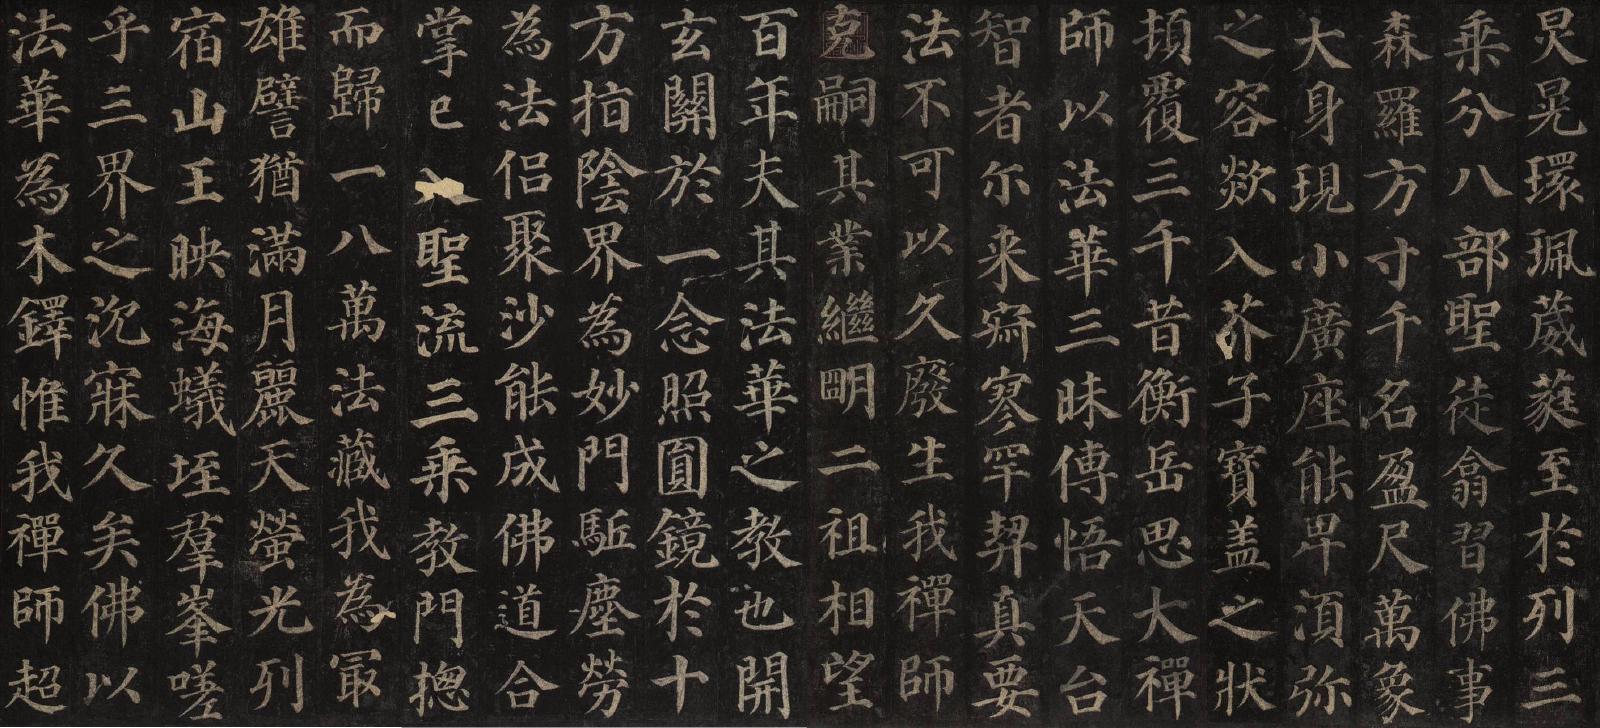 炅晃環珮葳蕤至於列三
乘分八部聖徒翕習佛事
森羅方寸千名盈尺萬象
大身現小廣座能卑湏弥
之容欻入芥子寶盖之狀
頓覆三千昔衡岳思大禪
師以法華三昧傳悟天台
智者尓来寂寥罕契真要
法不可以久廢生我禪師
克嗣其業繼明二祖相望
百年夫其法華之教也開
玄關於一念照圓鏡於十
方指陰界為妙門駈塵勞
為法侶聚沙能成佛道合
掌已聖流三乘教門揔
而歸一八萬法藏我為冣
雄譬猶滿月麗天螢光列
宿山王映海蟻垤羣峯嗟
乎三界之沉寐久矣佛以
法華為木鐸惟我禪師超